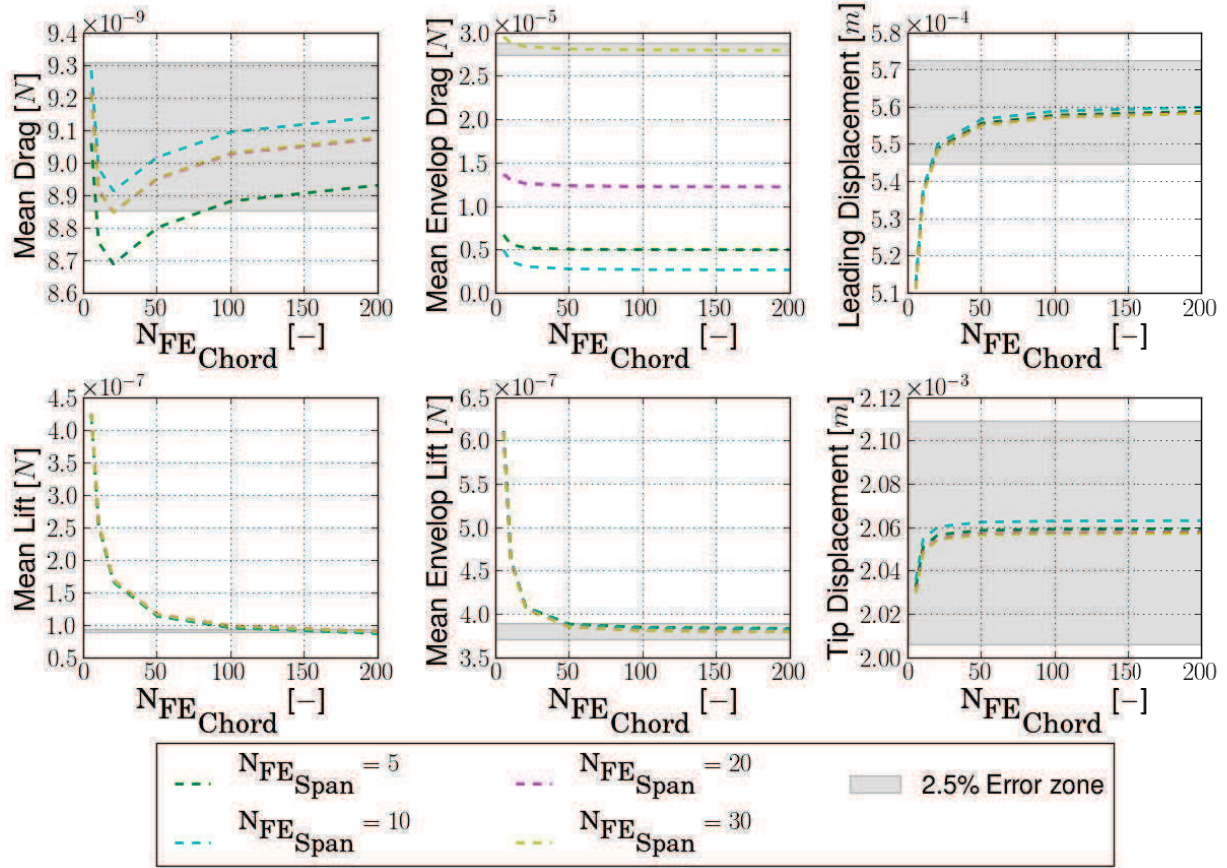 ×10⁻⁹
9.4
9.3
9.2
9.1
9.0
8.9
8.8
8.7
8.6
0 50 100 150 200
Mean Drag [N]
N_FE_Chord [−]
×10⁻⁵
3.0
2.5
2.0
1.5
1.0
0.5
0.0
0 50 100 150 200
Mean Envelop Drag [N]
N_FE_Chord [−]
×10⁻⁴
5.8
5.7
5.6
5.5
5.4
5.3
5.2
5.1
0 50 100 150 200
Leading Displacement [m]
N_FE_Chord [−]
×10⁻⁷
4.5
4.0
3.5
3.0
2.5
2.0
1.5
1.0
0.5
0 50 100 150 200
Mean Lift [N]
N_FE_Chord [−]
×10⁻⁷
6.5
6.0
5.5
5.0
4.5
4.0
3.5
0 50 100 150 200
Mean Envelop Lift [N]
N_FE_Chord [−]
×10⁻³
2.12
2.10
2.08
2.06
2.04
2.02
2.00
0 50 100 150 200
Tip Displacement [m]
N_FE_Chord [−]
N_FE_Span = 5
N_FE_Span = 10
N_FE_Span = 20
N_FE_Span = 30
2.5% Error zone